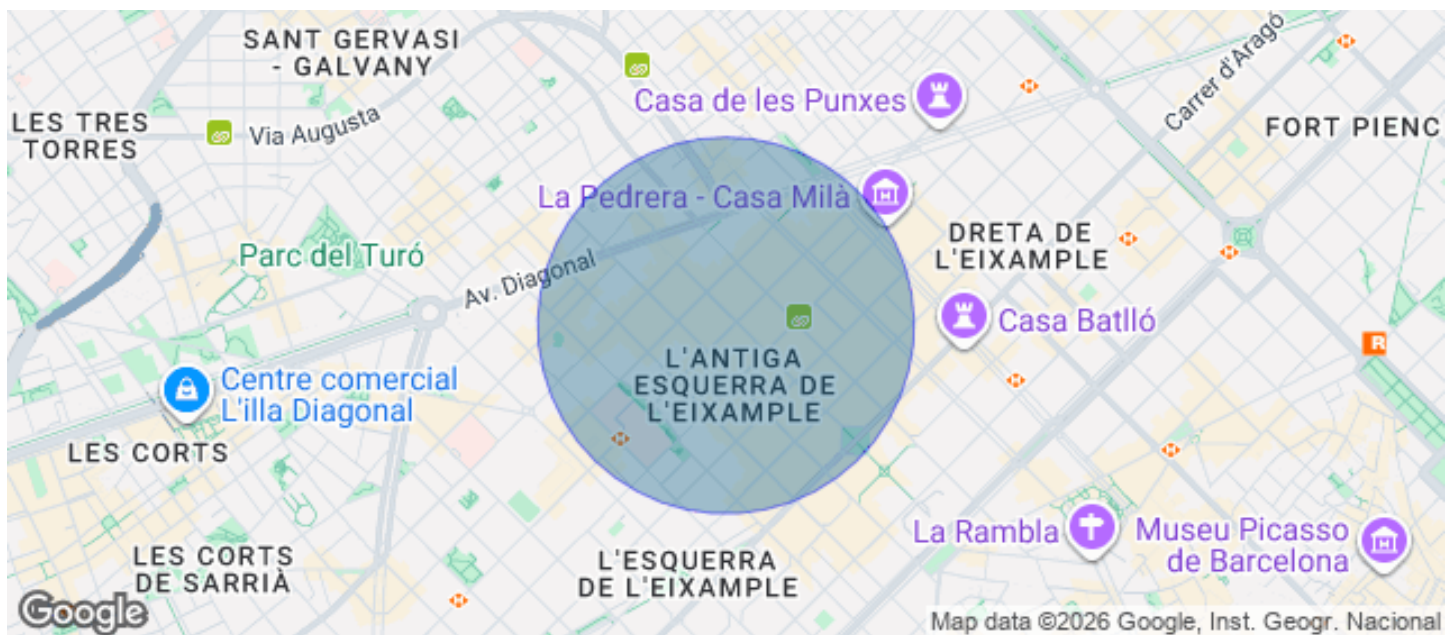 SANT GERVASI
- GALVANY
Casa de les Punxes
Carrer d'Aragó
LES TRES
TORRES
Via Augusta
FORT PIENC
La Pedrera - Casa Milà
DRETA DE
L'EIXAMPLE
Parc del Turó
Av. Diagonal
Casa Batlló
L'ANTIGA
ESQUERRA DE
L'EIXAMPLE
Centre comercial
L'illa Diagonal
R
LES CORTS
La Rambla
Museu Picasso
de Barcelona
LES CORTS
DE SARRIÀ
L'ESQUERRA
DE L'EIXAMPLE
Google
Map data ©2026 Google, Inst. Geogr. Nacional